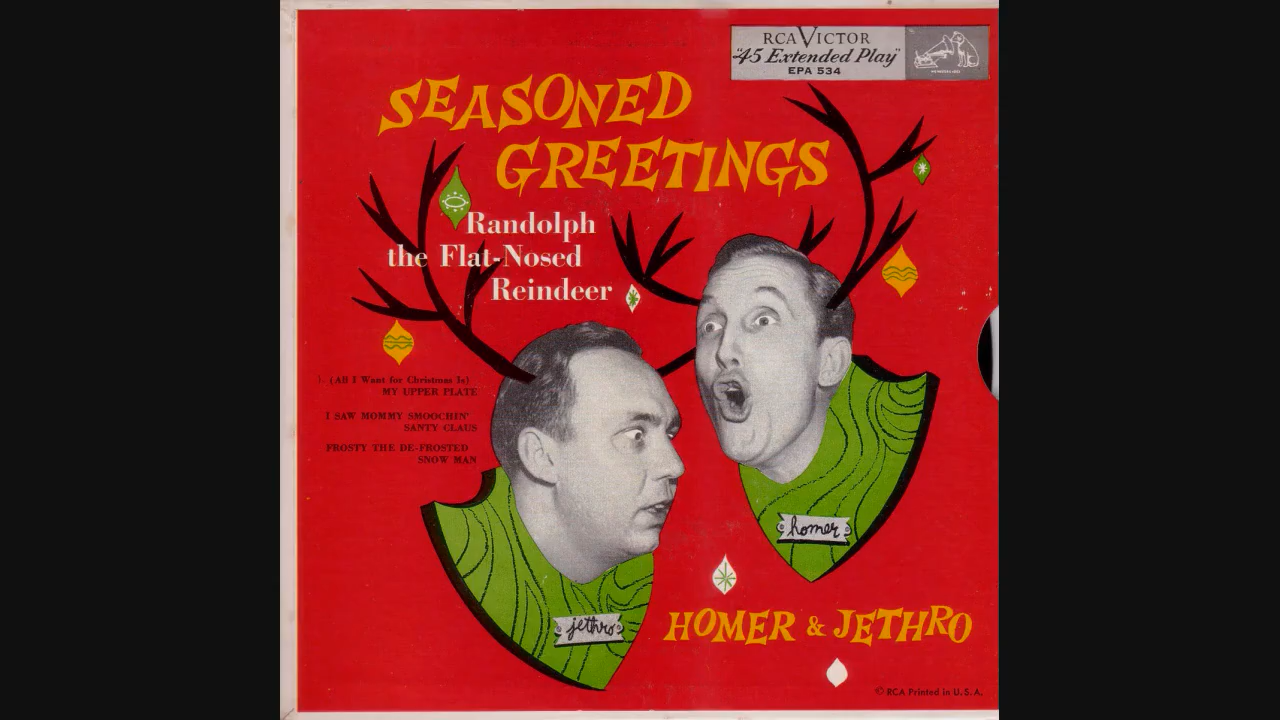 RCA VICTOR
"45 Extended Play"
EPA 534
SEASONED
GREETINGS
Randolph
the Flat-Nosed
Reindeer
(All I Want for Christmas Is)
MY UPPER PLATE
I SAW MOMMY SMOOCHIN'
SANTY CLAUS
FROSTY THE DE-FROSTED
SNOW MAN
homer
jethro
HOMER & JETHRO
© RCA Printed in U.S.A.